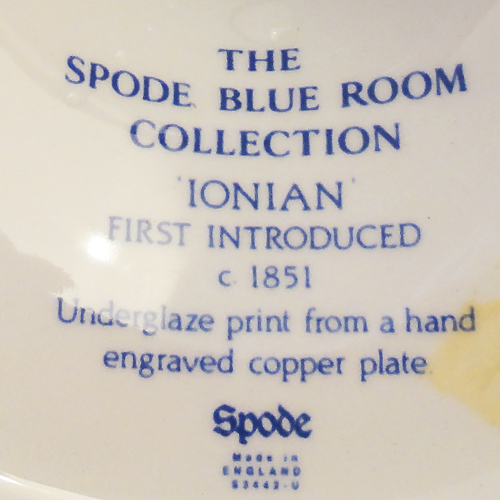 THE
SPODE BLUE ROOM
COLLECTION
'IONIAN'
FIRST INTRODUCED
c. 1851
Underglaze print from a hand
engraved copper plate.
Spode
Made in
ENGLAND
S3442-U